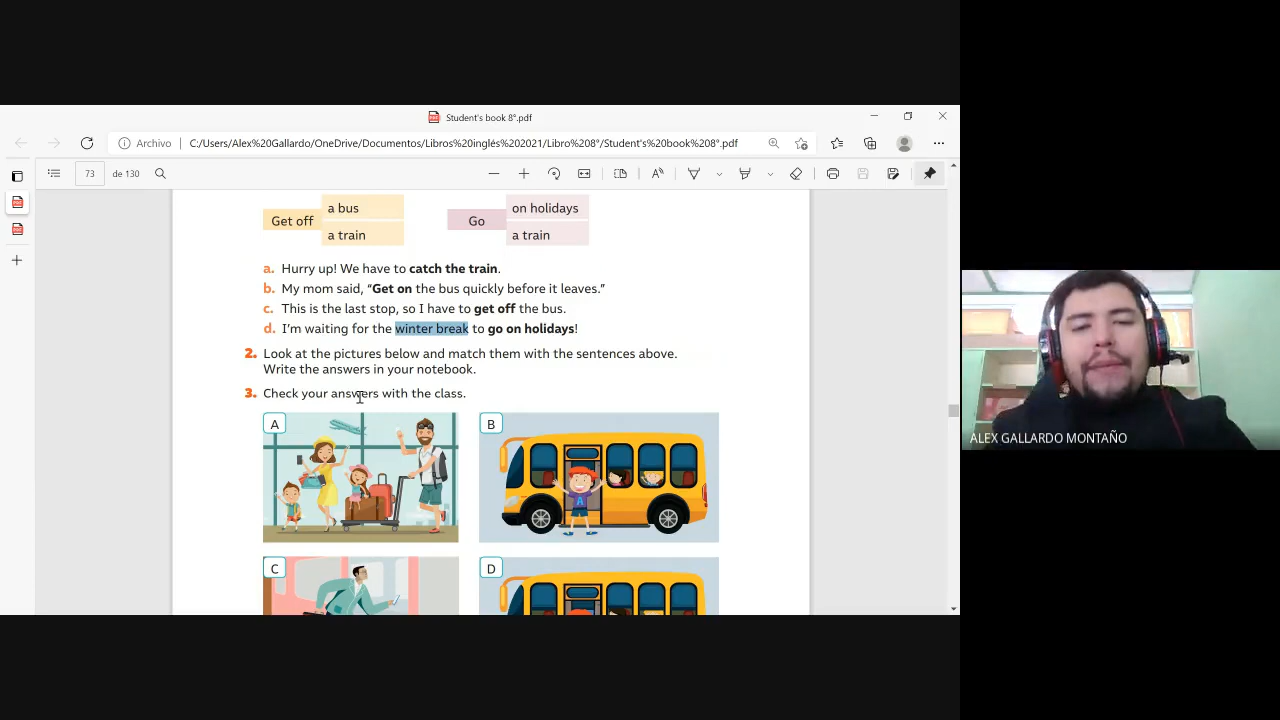 Student's book 8°.pdf
Archivo
C:/Users/Alex%20Gallardo/OneDrive/Documentos/Libros%20inglés%202021/Libro%208°/Student's%20book%208°.pdf
73 de 130
Get off
a bus
a train
Go
on holidays
a train
a. Hurry up! We have to catch the train.
b. My mom said, “Get on the bus quickly before it leaves.”
c. This is the last stop, so I have to get off the bus.
d. I’m waiting for the winter break to go on holidays!
2. Look at the pictures below and match them with the sentences above.
Write the answers in your notebook.
3. Check your answers with the class.
A
B
A
C
D
ALEX GALLARDO MONTAÑO